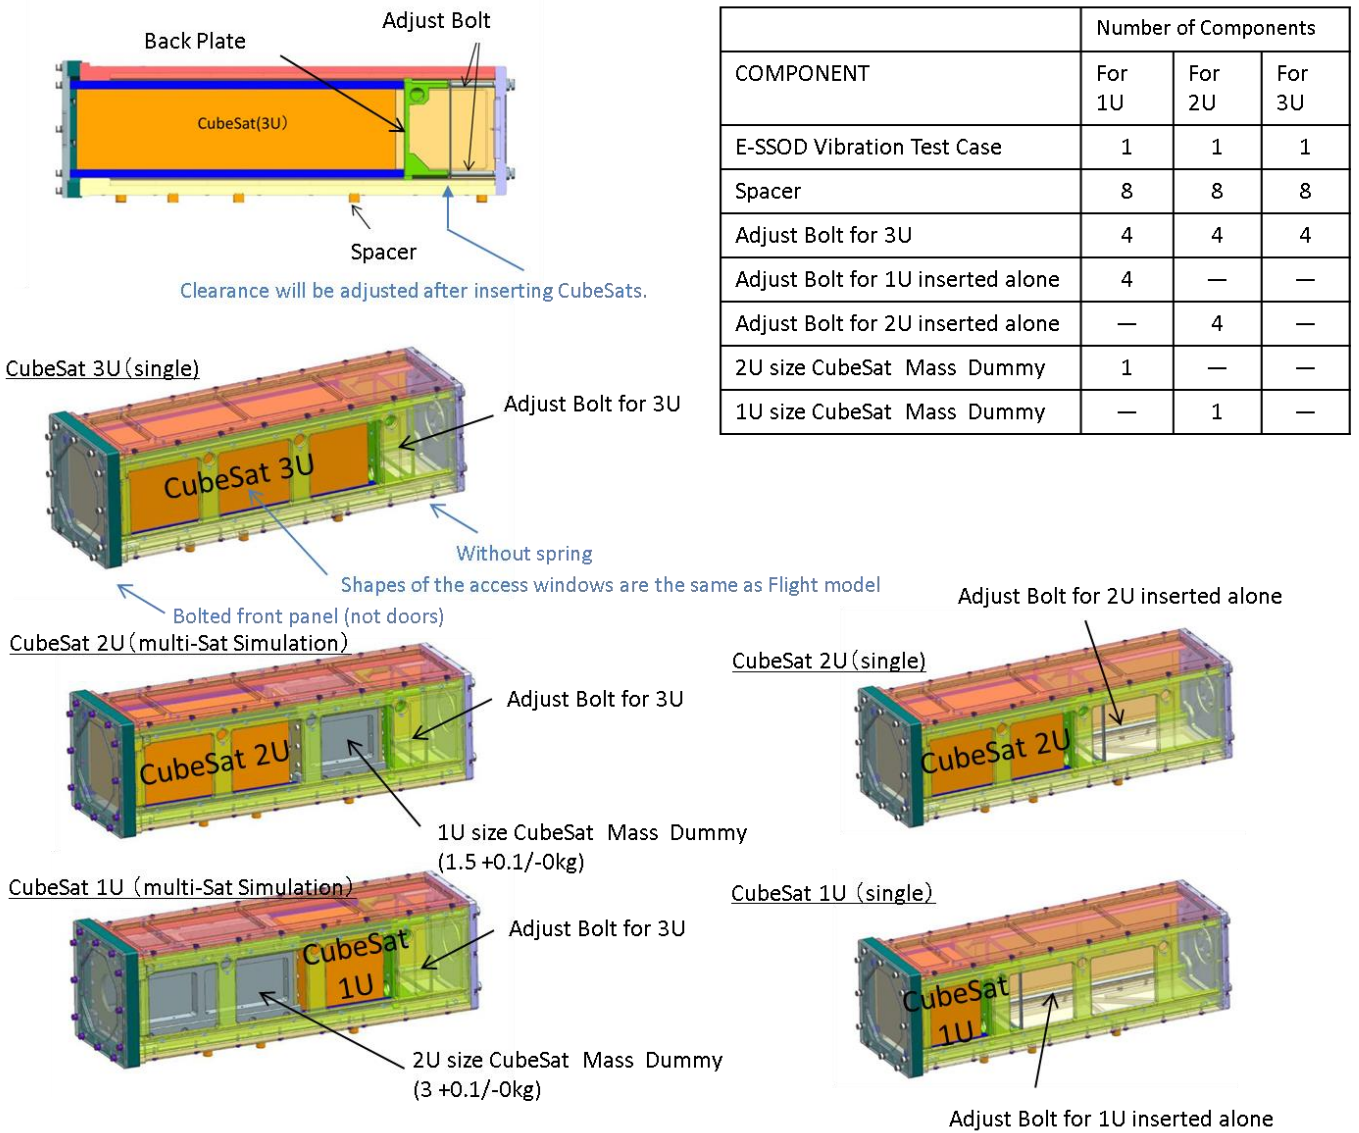 Adjust Bolt
Back Plate
CubeSat(3U)
Spacer
Clearance will be adjusted after inserting CubeSats.
Number of Components
COMPONENT For 1U For 2U For 3U
E-SSOD Vibration Test Case 1 1 1
Spacer 8 8 8
Adjust Bolt for 3U 4 4 4
Adjust Bolt for 1U inserted alone 4 — —
Adjust Bolt for 2U inserted alone — 4 —
2U size CubeSat Mass Dummy 1 — —
1U size CubeSat Mass Dummy — 1 —
CubeSat 3U(single)
Adjust Bolt for 3U
CubeSat 3U
Without spring
Shapes of the access windows are the same as Flight model
Bolted front panel (not doors)
CubeSat 2U(multi-Sat Simulation)
Adjust Bolt for 3U
CubeSat 2U
1U size CubeSat Mass Dummy
(1.5 +0.1/-0kg)
Adjust Bolt for 2U inserted alone
CubeSat 2U(single)
CubeSat 2U
CubeSat 1U (multi-Sat Simulation)
Adjust Bolt for 3U
CubeSat
1U
2U size CubeSat Mass Dummy
(3 +0.1/-0kg)
CubeSat 1U (single)
CubeSat
1U
Adjust Bolt for 1U inserted alone